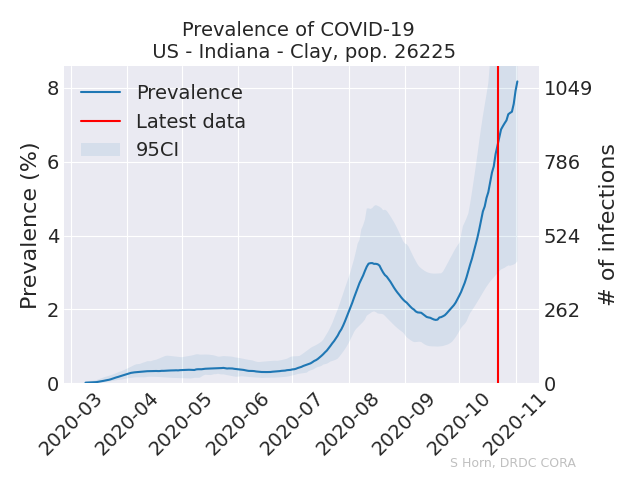 Prevalence of COVID-19
US - Indiana - Clay, pop. 26225
Prevalence
Latest data
95CI
Prevalence (%)
8
6
4
2
0
# of infections
1049
786
524
262
0
2020-03
2020-04
2020-05
2020-06
2020-07
2020-08
2020-09
2020-10
2020-11
S Horn, DRDC CORA